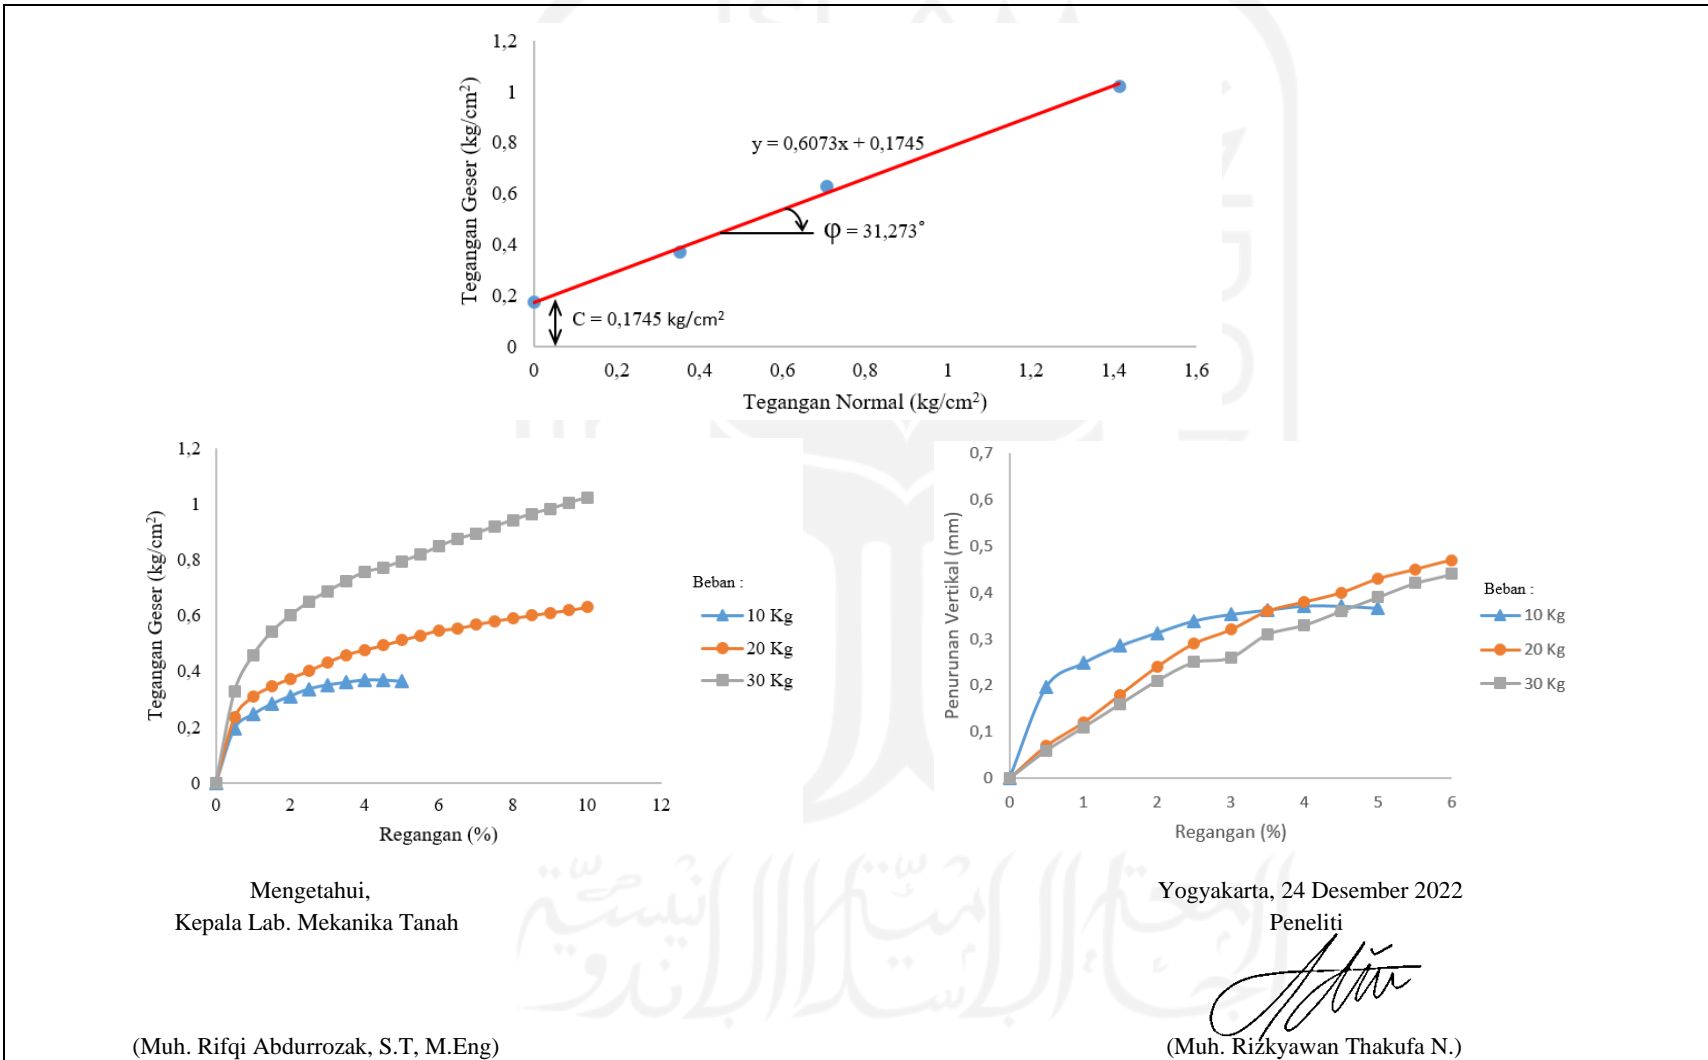 Tegangan Geser (kg/cm²)
1,2
1
0,8
0,6
0,4
0,2
0
y = 0,6073x + 0,1745
φ = 31,273°
C = 0,1745 kg/cm²
0 0,2 0,4 0,6 0,8 1 1,2 1,4 1,6
Tegangan Normal (kg/cm²)
Tegangan Geser (kg/cm²)
1,2
1
0,8
0,6
0,4
0,2
0
0 2 4 6 8 10 12
Regangan (%)
Beban :
10 Kg
20 Kg
30 Kg
Penurunan Vertikal (mm)
0,7
0,6
0,5
0,4
0,3
0,2
0,1
0
0 1 2 3 4 5 6
Regangan (%)
Beban :
10 Kg
20 Kg
30 Kg
Mengetahui,
Kepala Lab. Mekanika Tanah
(Muh. Rifqi Abdurrozak, S.T, M.Eng)
Yogyakarta, 24 Desember 2022
Peneliti
(Muh. Rizkyawan Thakufa N.)